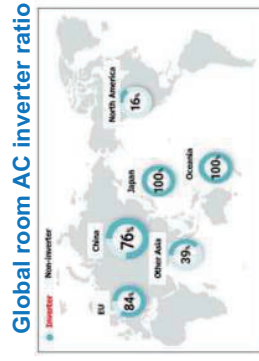 Global room AC inverter ratio
Inverter Non-inverter
EU
84%
China
76%
Other Asia
39%
Japan
100%
Oceania
100%
North America
16%